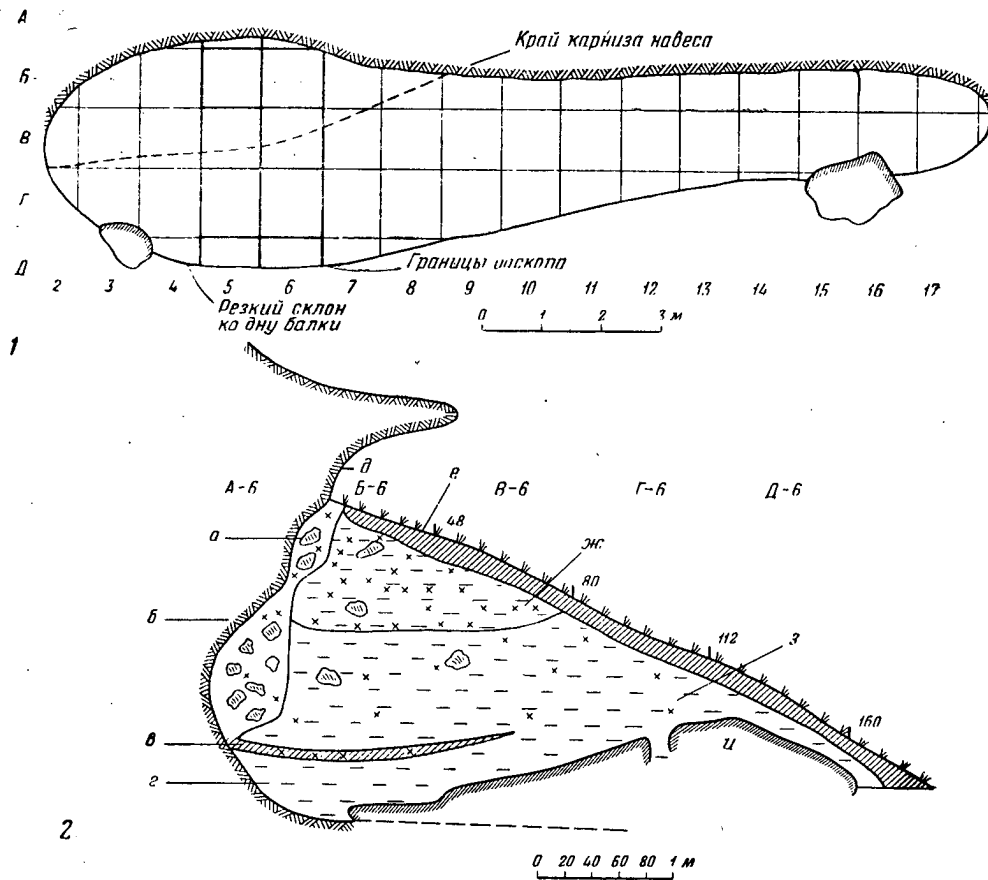 А
Край карниза навеса
Б
В
Г
Границы раскопа
Д
2 3 4 5 6 7 8 9 10 11 12 13 14 15 16 17
Резкий склон
ко дну балки
0 1 2 3 м
1
д
А-6 Б-6 е В-6 Г-6 Д-6
48
а
ж
80
б
112
з
160
в
и
г
2
0 20 40 60 80 1 м